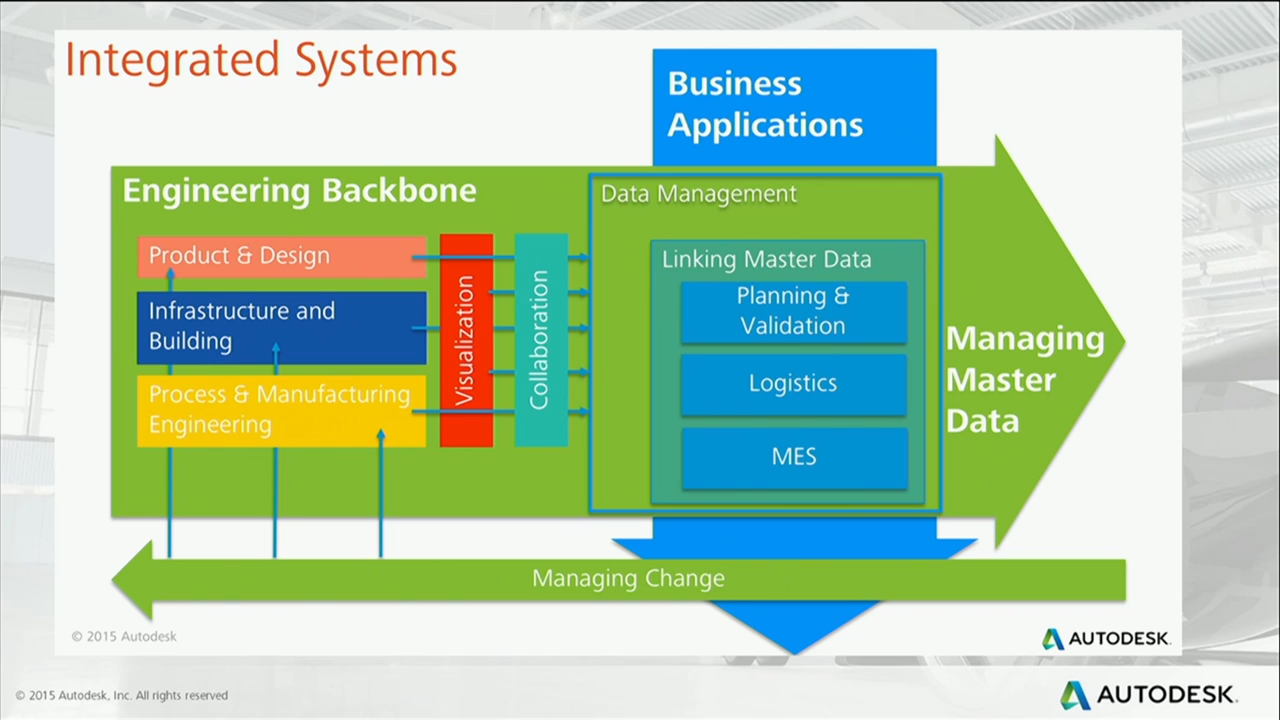 Integrated Systems
Business
Applications
Engineering Backbone
Data Management
Product & Design
Infrastructure and
Building
Process & Manufacturing
Engineering
Visualization
Collaboration
Linking Master Data
Planning &
Validation
Logistics
MES
Managing
Master
Data
Managing Change
© 2015 Autodesk
AUTODESK.
© 2015 Autodesk, Inc. All rights reserved
AUTODESK.